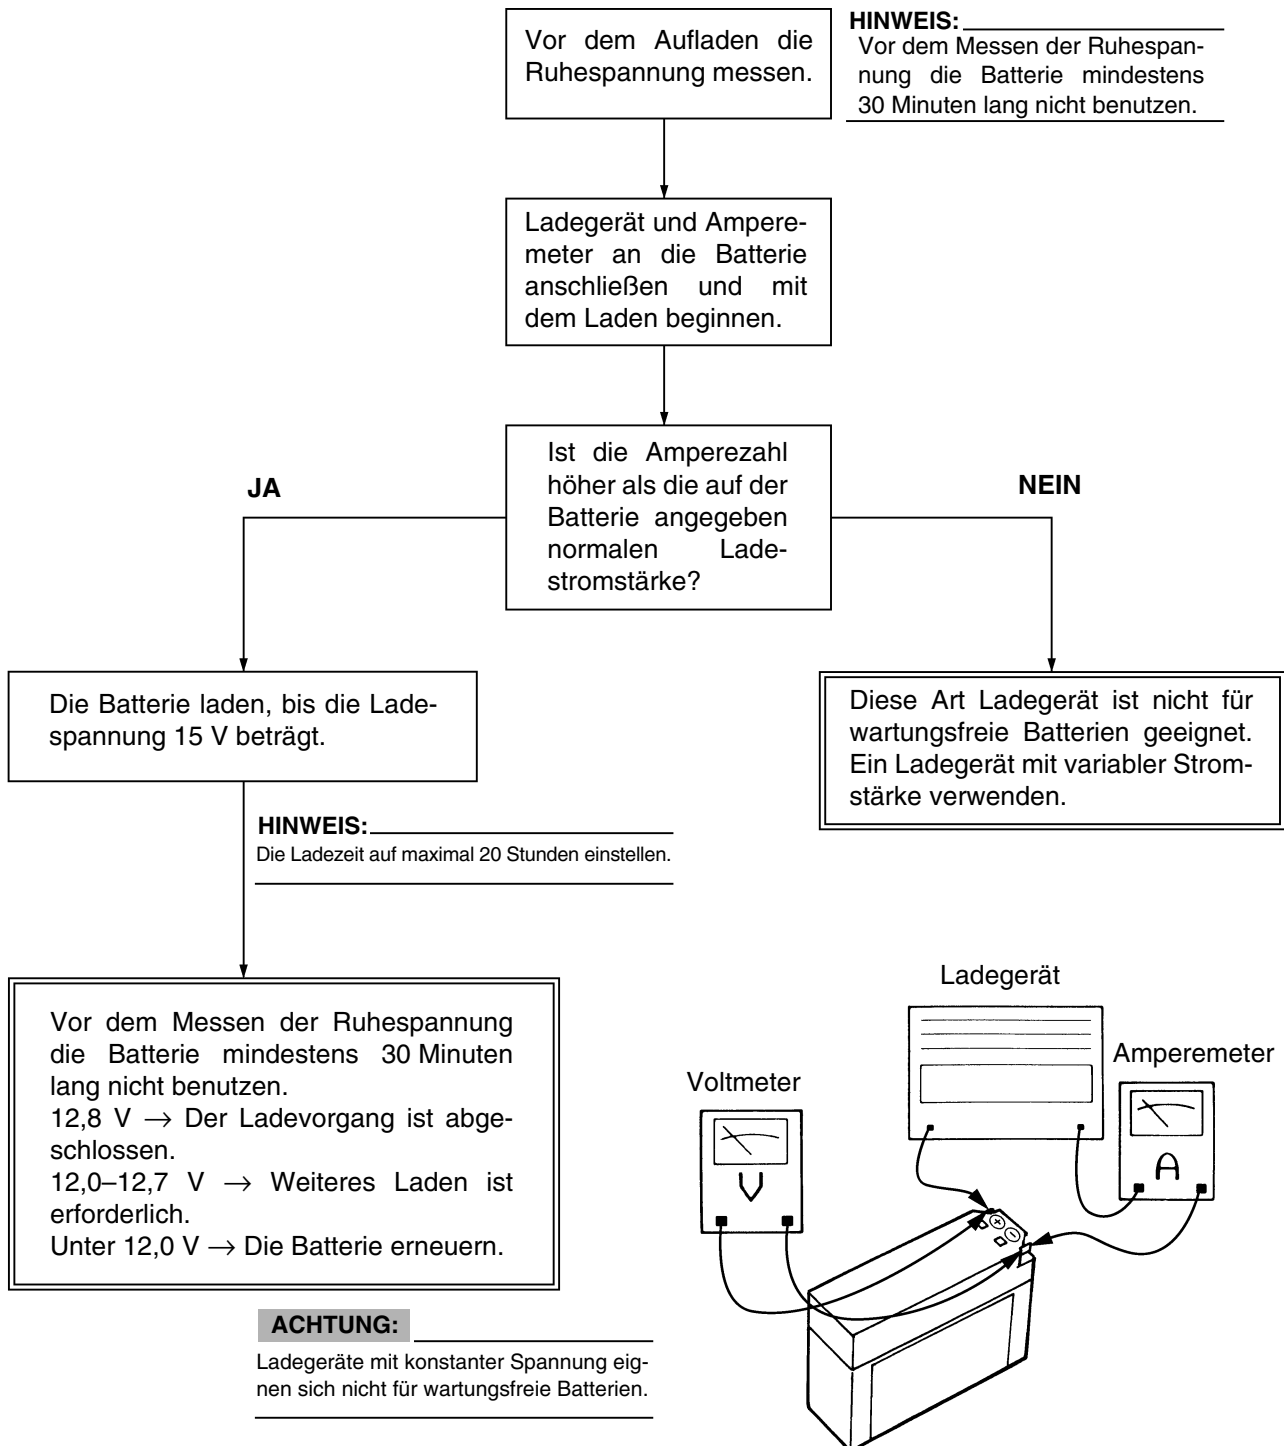 Vor dem Aufladen die
Ruhespannung messen.
HINWEIS:
Vor dem Messen der Ruhespan-
nung die Batterie mindestens
30 Minuten lang nicht benutzen.
Ladegerät und Ampere-
meter an die Batterie
anschließen und mit
dem Laden beginnen.
Ist die Amperezahl
höher als die auf der
Batterie angegeben
normalen Lade-
stromstärke?
JA
NEIN
Die Batterie laden, bis die Lade-
spannung 15 V beträgt.
Diese Art Ladegerät ist nicht für
wartungsfreie Batterien geeignet.
Ein Ladegerät mit variabler Strom-
stärke verwenden.
HINWEIS:
Die Ladezeit auf maximal 20 Stunden einstellen.
Vor dem Messen der Ruhespannung
die Batterie mindestens 30 Minuten
lang nicht benutzen.
12,8 V → Der Ladevorgang ist abge-
schlossen.
12,0–12,7 V → Weiteres Laden ist
erforderlich.
Unter 12,0 V → Die Batterie erneuern.
Ladegerät
Amperemeter
Voltmeter
V
A
+
−
ACHTUNG:
Ladegeräte mit konstanter Spannung eig-
nen sich nicht für wartungsfreie Batterien.